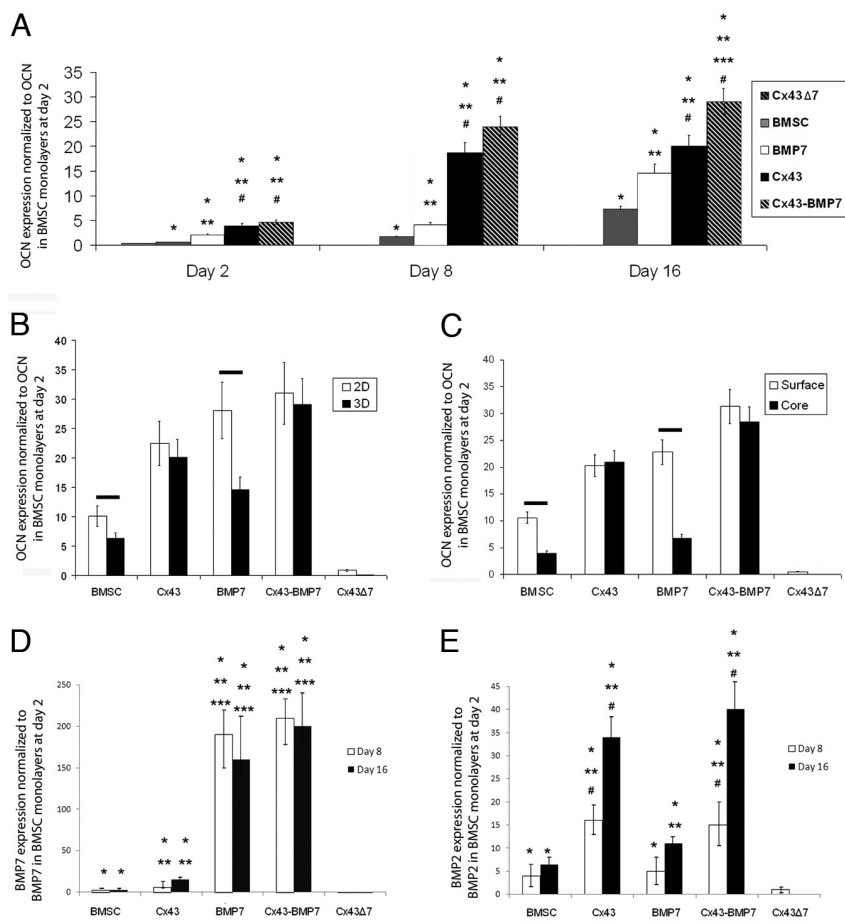 A
OCN expression normalized to OCN
in BMSC monolayers at day 2
35
30
25
20
15
10
5
0
*
*
**
*
**
#
*
**
#
*
*
**
*
**
#
*
**
#
*
*
**
*
**
#
*
**
***
#
Day 2
Day 8
Day 16
Cx43Δ7
BMSC
BMP7
Cx43
Cx43-BMP7
B
OCN expression normalized to OCN
in BMSC monolayers at day 2
40
35
30
25
20
15
10
5
0
2D
3D
BMSC
Cx43
BMP7
Cx43-BMP7
Cx43Δ7
C
OCN expression normalized to OCN
in BMSC monolayers at day 2
40
35
30
25
20
15
10
5
0
Surface
Core
BMSC
Cx43
BMP7
Cx43-BMP7
Cx43Δ7
D
BMP7 expression normalized to
BMP7 in BMSC monolayers at day 2
250
200
150
100
50
0
* *
* *
** **
* *
** **
*** ***
* *
** **
*** ***
Day 8
Day 16
BMSC
Cx43
BMP7
Cx43-BMP7
Cx43Δ7
E
BMP2 expression normalized to
BMP2 in BMSC monolayers at day 2
50
45
40
35
30
25
20
15
10
5
0
* *
*
**
#
*
**
#
*
*
**
*
**
#
*
**
#
Day 8
Day 16
BMSC
Cx43
BMP7
Cx43-BMP7
Cx43Δ7